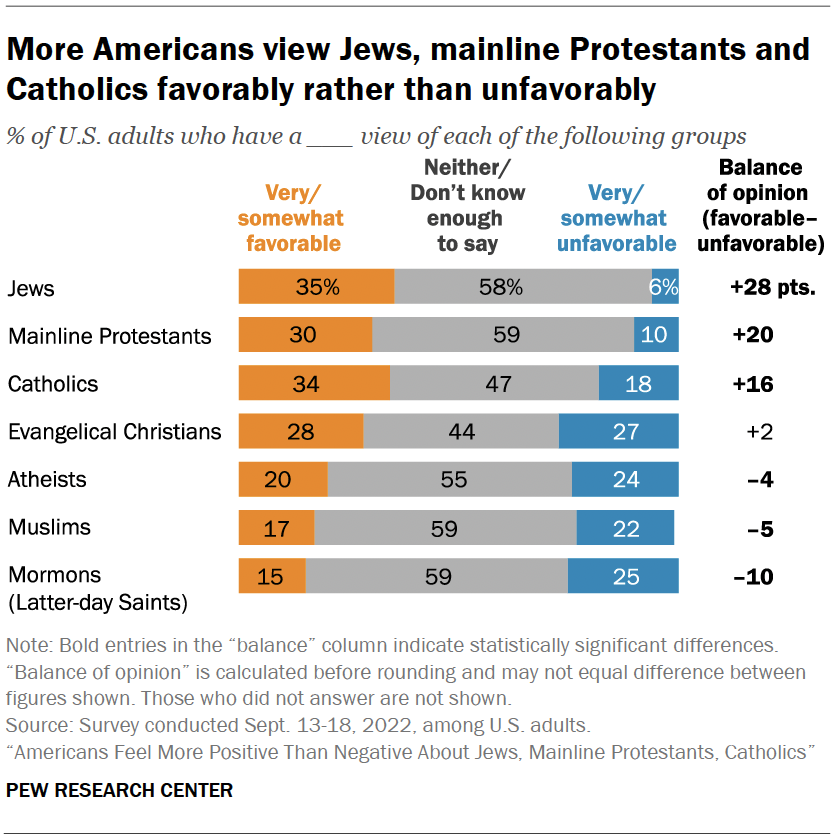 More Americans view Jews, mainline Protestants and
Catholics favorably rather than unfavorably
% of U.S. adults who have a ___ view of each of the following groups
Very/
somewhat
favorable
Neither/
Don't know
enough
to say
Very/
somewhat
unfavorable
Balance
of opinion
(favorable–
unfavorable)
Jews 35% 58% 6% +28 pts.
Mainline Protestants 30 59 10 +20
Catholics 34 47 18 +16
Evangelical Christians 28 44 27 +2
Atheists 20 55 24 –4
Muslims 17 59 22 –5
Mormons 15 59 25 –10
(Latter-day Saints)
Note: Bold entries in the “balance” column indicate statistically significant differences.
“Balance of opinion” is calculated before rounding and may not equal difference between
figures shown. Those who did not answer are not shown.
Source: Survey conducted Sept. 13-18, 2022, among U.S. adults.
“Americans Feel More Positive Than Negative About Jews, Mainline Protestants, Catholics”
PEW RESEARCH CENTER